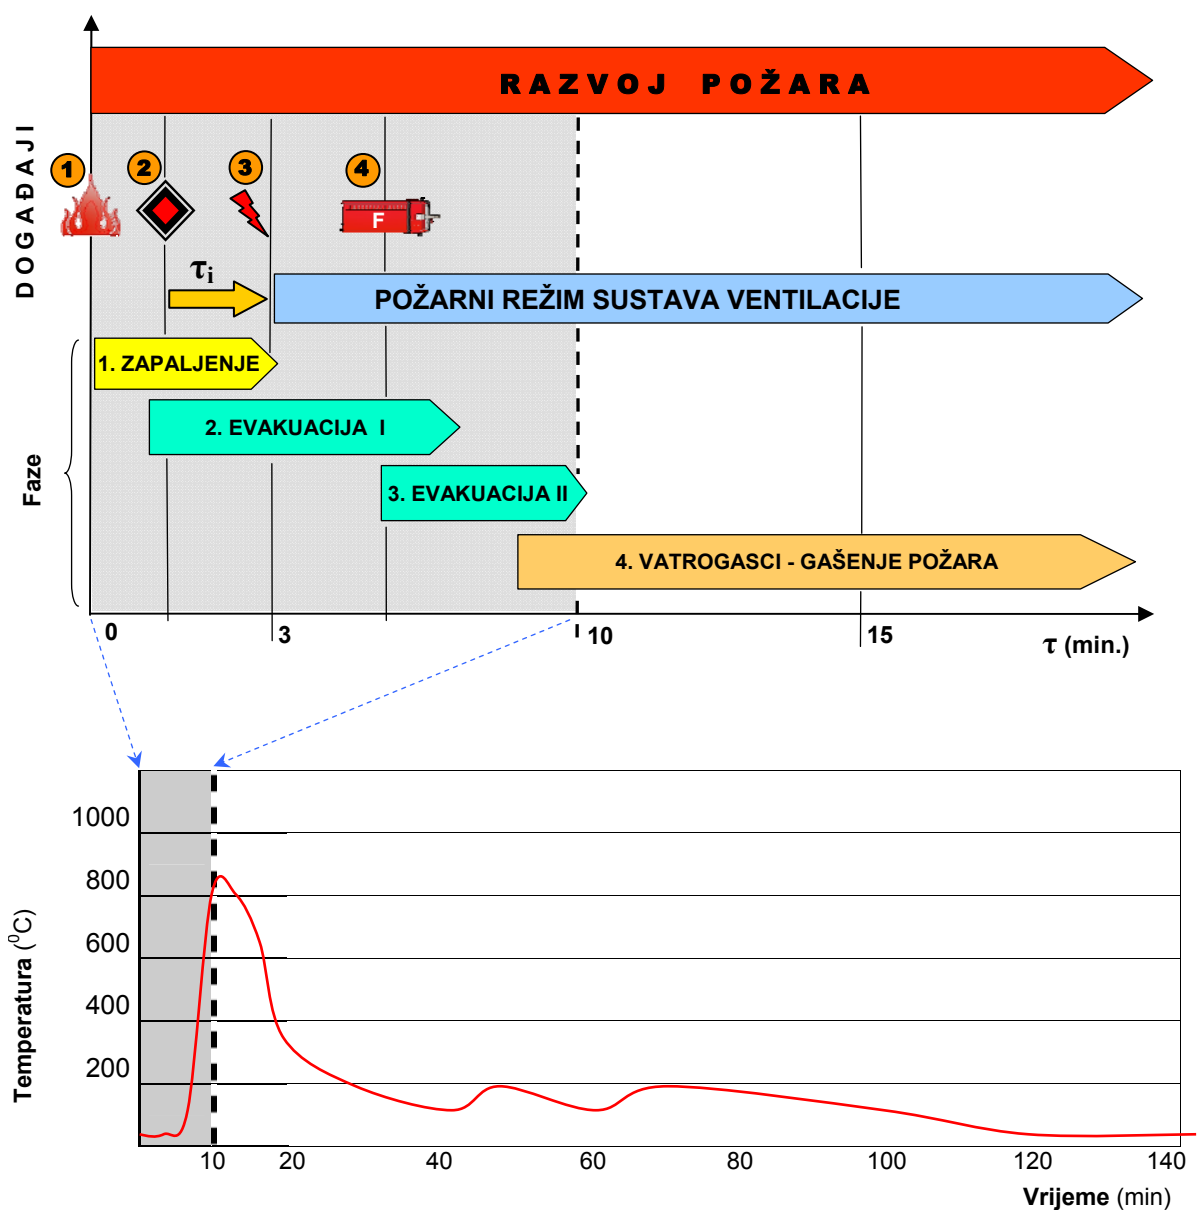 RAZVOJ POŽARA
DOGAĐAJI
1
2
3
4
F
τi
POŽARNI REŽIM SUSTAVA VENTILACIJE
1. ZAPALJENJE
2. EVAKUACIJA I
Faze
3. EVAKUACIJA II
4. VATROGASCI - GAŠENJE POŽARA
0
3
10
15
τ (min.)
1000
800
600
400
200
Temperatura (⁰C)
10
20
40
60
80
100
120
140
Vrijeme (min)